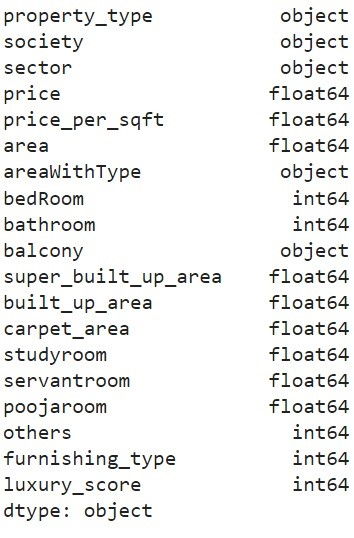 property_type object
society object
sector object
price float64
price_per_sqft float64
area float64
areaWithType object
bedRoom int64
bathroom int64
balcony object
super_built_up_area float64
built_up_area float64
carpet_area float64
studyroom float64
servantroom float64
poojaroom float64
others int64
furnishing_type int64
luxury_score int64
dtype: object